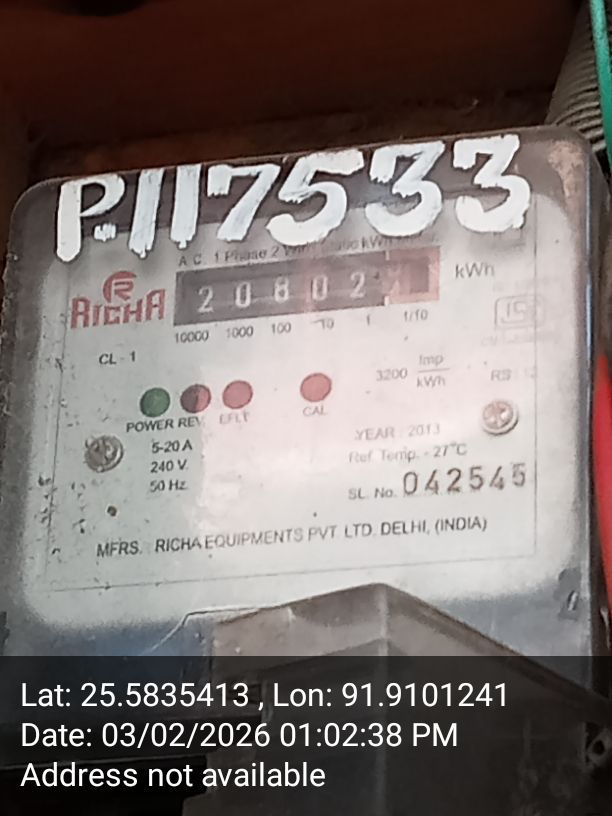 P.117533
A.C. 1 Phase 2 Wire kWh
RICHA
2 0 8 0 2
kWh
10000 1000 100 10 1 1/10
CL - 1
3200 Imp/kWh
RS
POWER REV. EFLT CAL
5-20 A
240 V.
50 Hz.
YEAR : 2013
Ref. Temp. - 27°C
SL. No. 042545
MFRS. : RICHA EQUIPMENTS PVT. LTD. DELHI, (INDIA)
Lat: 25.5835413 , Lon: 91.9101241
Date: 03/02/2026 01:02:38 PM
Address not available